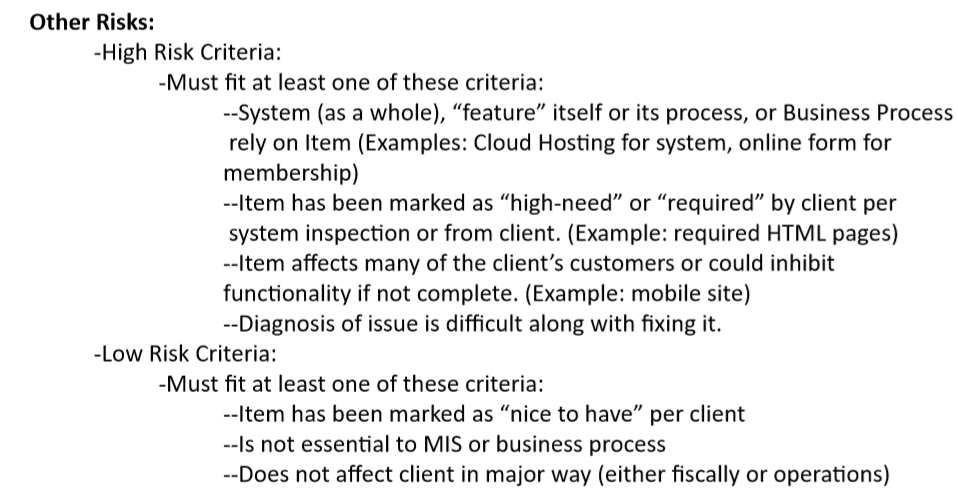 Other Risks:
-High Risk Criteria:
-Must fit at least one of these criteria:
--System (as a whole), “feature” itself or its process, or Business Process
rely on Item (Examples: Cloud Hosting for system, online form for
membership)
--Item has been marked as “high-need” or “required” by client per
system inspection or from client. (Example: required HTML pages)
--Item affects many of the client’s customers or could inhibit
functionality if not complete. (Example: mobile site)
--Diagnosis of issue is difficult along with fixing it.
-Low Risk Criteria:
-Must fit at least one of these criteria:
--Item has been marked as “nice to have” per client
--Is not essential to MIS or business process
--Does not affect client in major way (either fiscally or operations)